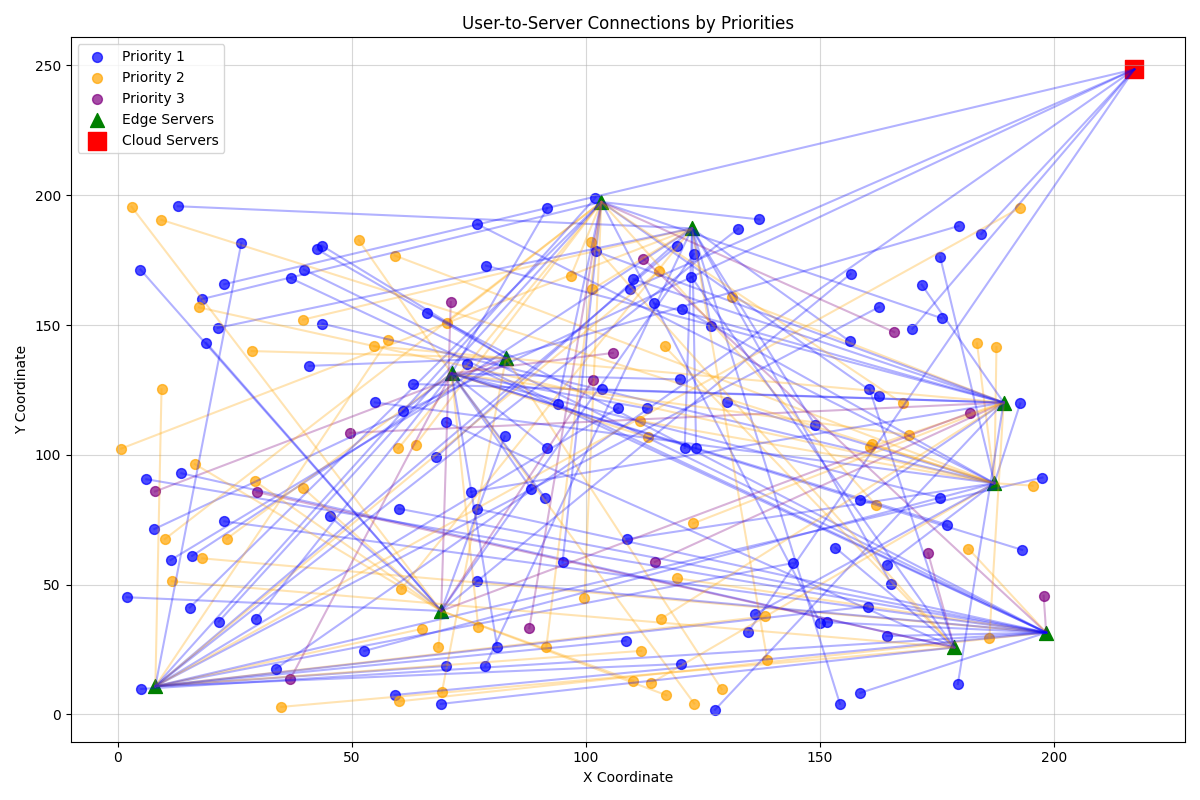 User-to-Server Connections by Priorities
Priority 1
Priority 2
Priority 3
Edge Servers
Cloud Servers
250
200
150
100
50
0
Y Coordinate
0
50
100
150
200
X Coordinate